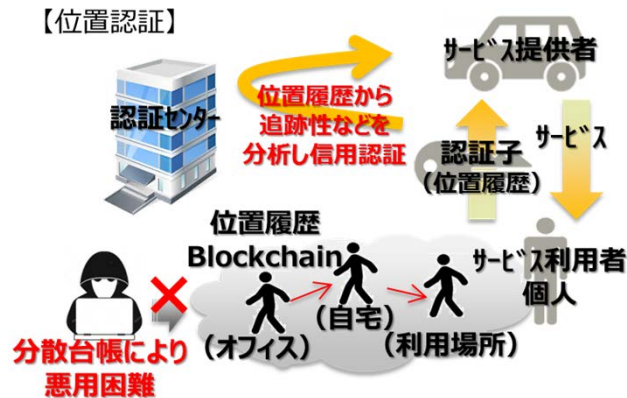 【位置認証】
サービス提供者
認証センター
位置履歴から
追跡性などを
分析し信用認証
認証子
（位置履歴）
サービス
位置履歴
Blockchain
サービス利用者
個人
（オフィス）
（自宅）
（利用場所）
分散台帳により
悪用困難